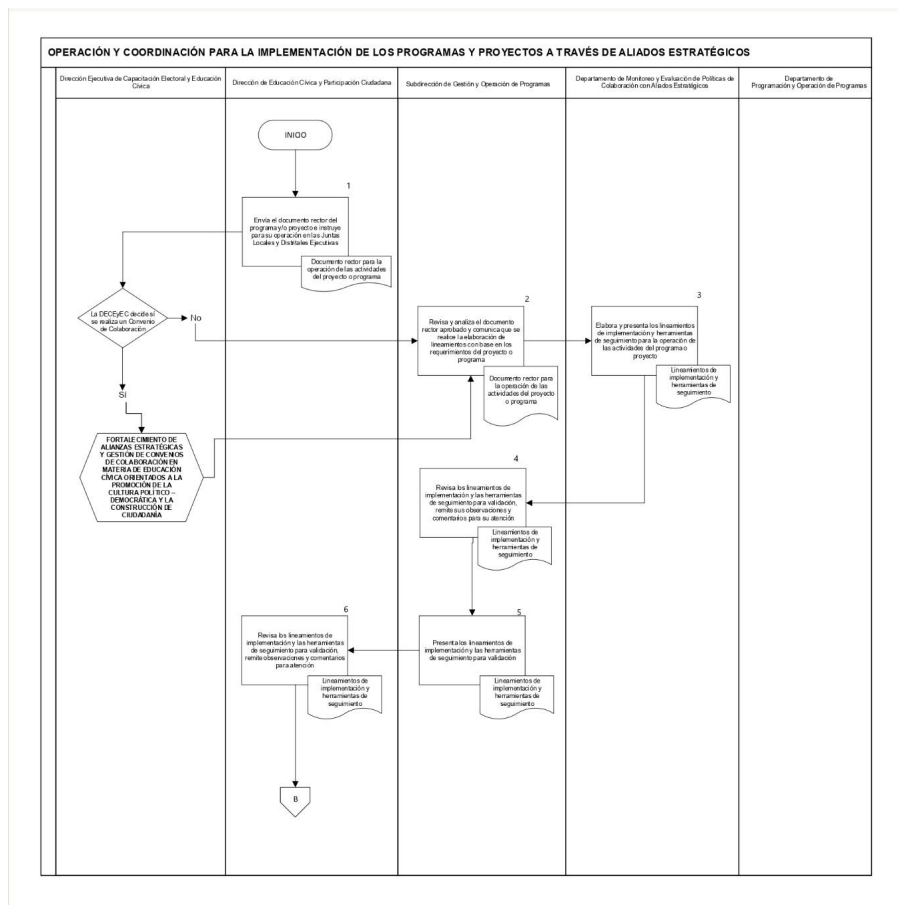 OPERACIÓN Y COORDINACIÓN PARA LA IMPLEMENTACIÓN DE LOS PROGRAMAS Y PROYECTOS A TRAVÉS DE ALIADOS ESTRATÉGICOS
Dirección Ejecutiva de Capacitación Electoral y Educación
Cívica
Dirección de Educación Cívica y Participación Ciudadana
Subdirección de Gestión y Operación de Programas
Departamento de Monitoreo y Evaluación de Políticas de
Colaboración con Aliados Estratégicos
Departamento de
Programación y Operación de Programas
INICIO
1
Envía el documento rector del
programa y/o proyecto e instruye
para su operación en las Juntas
Locales y Distritales Ejecutivas
Documento rector para la
operación de las actividades
del proyecto o programa
La DECEyEC decide si
se realiza un Convenio
de Colaboración
No
Sí
FORTALECIMIENTO DE
ALIANZAS ESTRATÉGICAS
Y GESTIÓN DE CONVENIOS
DE COLABORACIÓN EN
MATERIA DE EDUCACIÓN
CÍVICA ORIENTADOS A LA
PROMOCIÓN DE LA
CULTURA POLÍTICO –
DEMOCRÁTICA Y LA
CONSTRUCCIÓN DE
CIUDADANÍA
2
Revisa y analiza el documento
rector aprobado y comunica que se
realice la elaboración de
lineamientos con base en los
requerimientos del proyecto o
programa
Documento rector para
la operación de las
actividades del proyecto
o programa
3
Elabora y presenta los lineamientos
de implementación y herramientas
de seguimiento para la operación de
las actividades del programa o
proyecto
Lineamientos de
implementación y
herramientas de
seguimiento
4
Revisa los lineamientos de
implementación y las herramientas
de seguimiento para validación,
remite sus observaciones y
comentarios para su atención
Lineamientos de
implementación y
herramientas de
seguimiento
5
Presenta los lineamientos de
implementación y las herramientas
de seguimiento para validación
Lineamientos de
implementación y
herramientas de
seguimiento
6
Revisa los lineamientos de
implementación y las herramientas
de seguimiento para validación,
remite observaciones y comentarios
para atención
Lineamientos de
implementación y
herramientas de
seguimiento
B